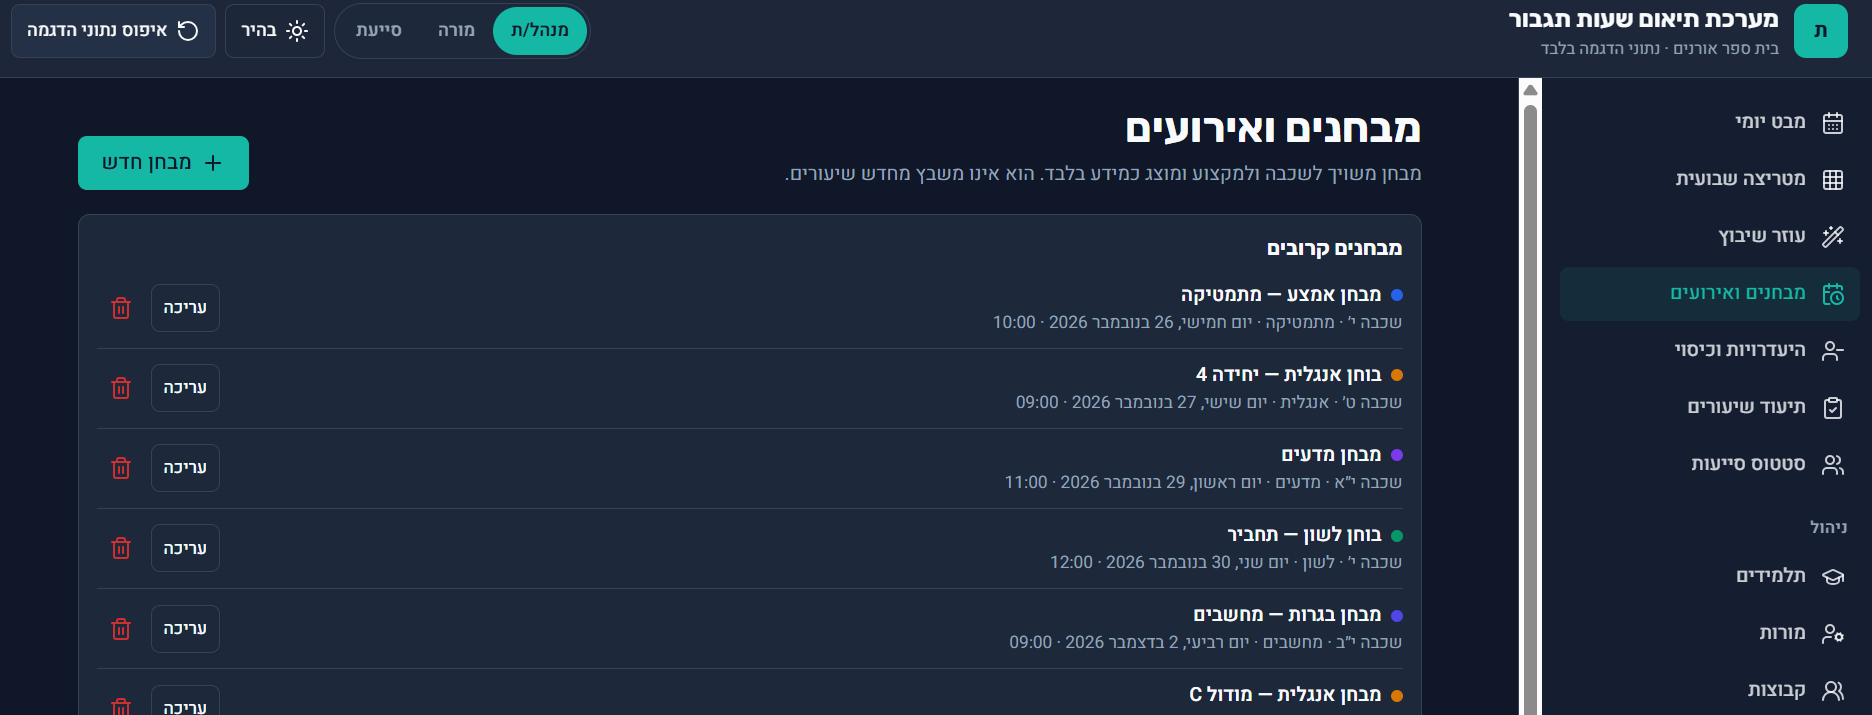 ת
מערכת תיאום שעות תגבור
בית ספר אורנים · נתוני הדגמה בלבד
מנהל/ת
מורה
סייעת
בהיר
איפוס נתוני הדגמה
מבט יומי
מטריצה שבועית
עוזר שיבוץ
מבחנים ואירועים
היעדרויות וכיסוי
תיעוד שיעורים
סטטוס סייעות
ניהול
תלמידים
מורות
קבוצות
מבחנים ואירועים
מבחן משויך לשכבה ולמקצוע ומוצג כמידע בלבד. הוא אינו משבץ מחדש שיעורים.
מבחן חדש
מבחנים קרובים
מבחן אמצע — מתמטיקה
שכבה י׳ · מתמטיקה · יום חמישי, 26 בנובמבר 2026 · 10:00
עריכה
בוחן אנגלית — יחידה 4
שכבה ט׳ · אנגלית · יום שישי, 27 בנובמבר 2026 · 09:00
עריכה
מבחן מדעים
שכבה י״א · מדעים · יום ראשון, 29 בנובמבר 2026 · 11:00
עריכה
בוחן לשון — תחביר
שכבה י׳ · לשון · יום שני, 30 בנובמבר 2026 · 12:00
עריכה
מבחן בגרות — מחשבים
שכבה י״ב · מחשבים · יום רביעי, 2 בדצמבר 2026 · 09:00
עריכה
מבחן אנגלית — מודול C
עריכה